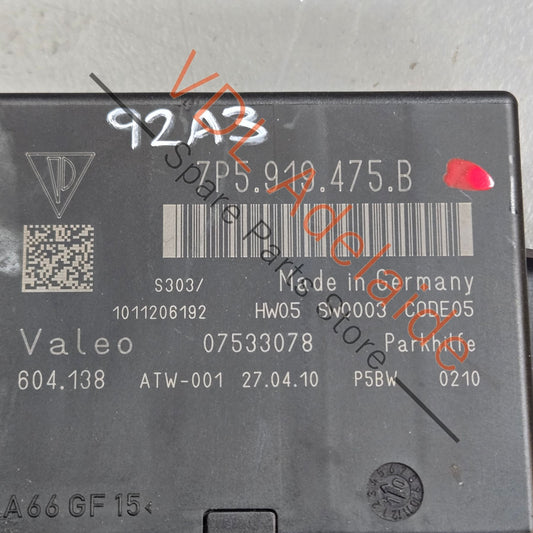 92A3
7P5.919.475.B
S303/ Made in Germany
1011206192 HW05 SW0003 CODE05
Valeo 07533078 Parkhilfe
604.138 ATW-001 27.04.10 P5BW 0210
A66 GF 15
VDL Adelaide
Spare Parts Store